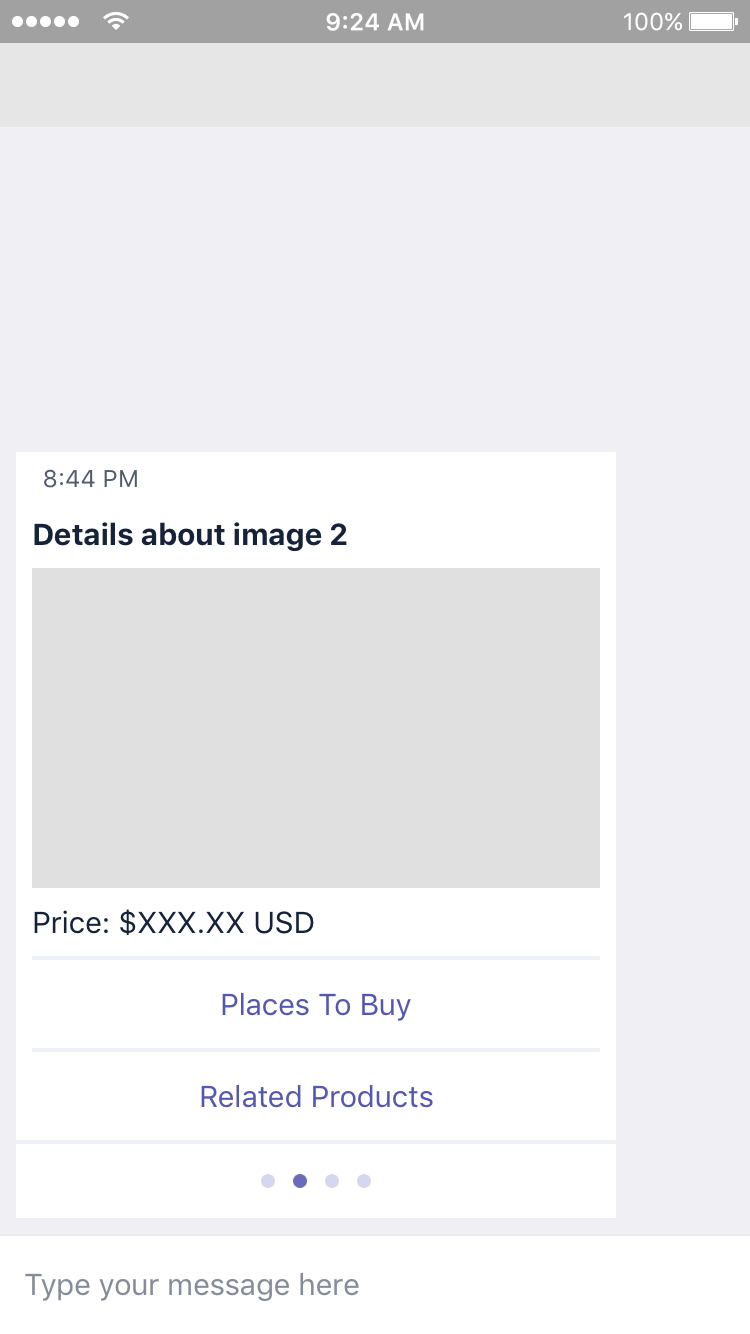 9:24 AM 100%
8:44 PM
Details about image 2
Price: $XXX.XX USD
Places To Buy
Related Products
Type your message here